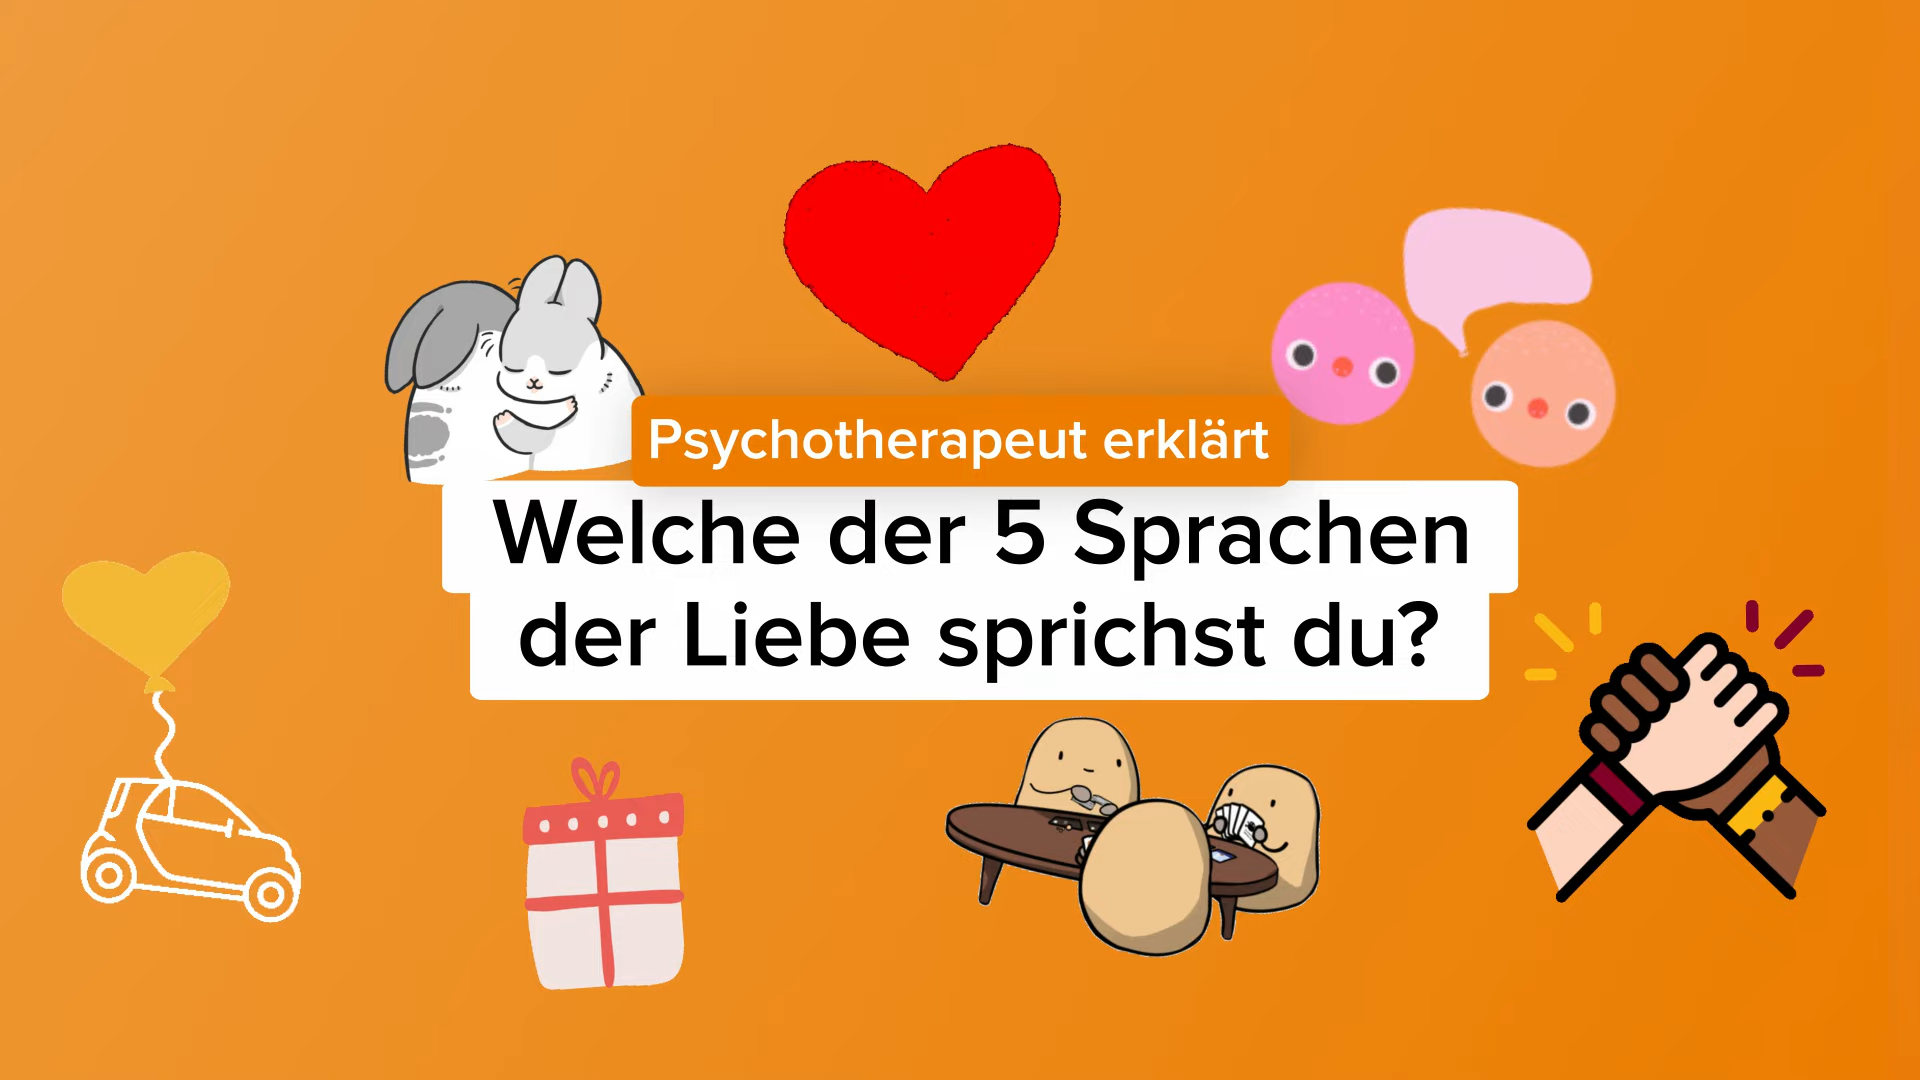 Psychotherapeut erklärt
Welche der 5 Sprachen
der Liebe sprichst du?